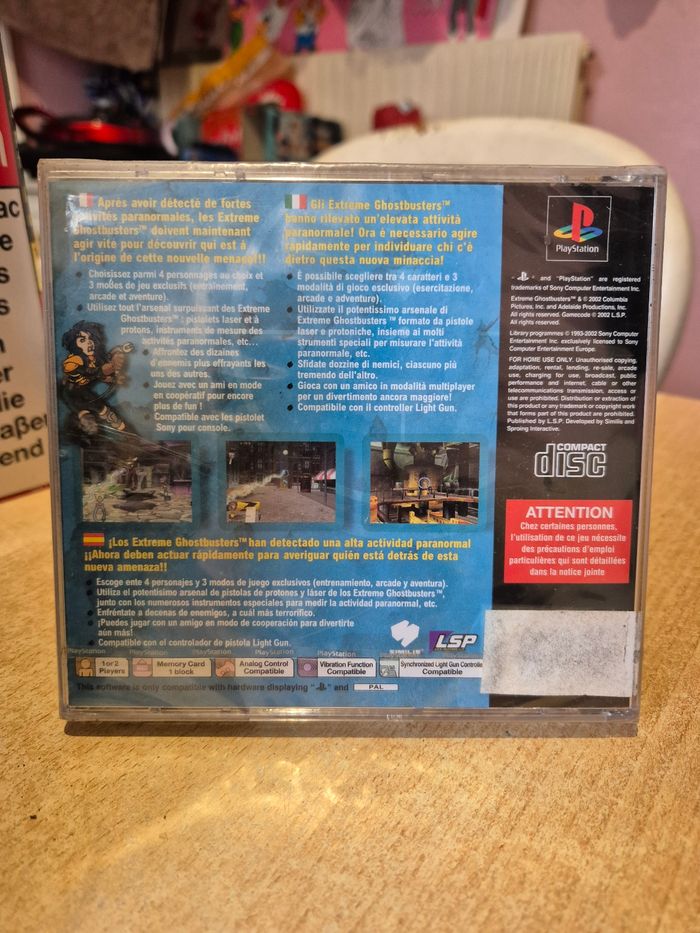 Après avoir détecté de fortes
activités paranormales, les Extreme
Ghostbusters™ doivent maintenant
agir vite pour découvrir qui est à
l'origine de cette nouvelle menace!!!
• Choisissez parmi 4 personnages au choix et
3 modes de jeu exclusifs (entraînement,
arcade et aventure).
• Utilisez tout l'arsenal surpuissant des Extreme
Ghostbusters™ : pistolets laser et à
protons, instruments de mesure des
activités paranormales, etc...
• Affrontez des dizaines
d'ennemis plus effrayants les
uns des autres.
• Jouez avec un ami en mode
en coopératif pour encore
plus de fun !
Compatible avec les pistolet
Sony pour console.
Gli Extreme Ghostbusters™
hanno rilevato un'elevata attività
paranormale! Ora è necessario agire
rapidamente per individuare chi c'è
dietro questa nuova minaccia!
• È possibile scegliere tra 4 caratteri e 3
modalità di gioco esclusivo (esercitazione,
arcade e adventure).
• Utilizzate il potentissimo arsenale di
Extreme Ghostbusters™ formato da pistole
laser e protoniche, insieme ai molti
strumenti speciali per misurare l'attività
paranormale, etc.
• Sfidate dozzine di nemici, ciascuno più
tremendo dell'altro.
• Gioca con un amico in modalità multiplayer
per un divertimento ancora maggiore!
• Compatibile con il controller Light Gun.
¡Los Extreme Ghostbusters™ han detectado una alta actividad paranormal
¡¡Ahora deben actuar rápidamente para averiguar quién está detrás de esta
nueva amenaza!!
• Escoge ente 4 personajes y 3 modos de juego exclusivos (entrenamiento, arcade y aventura).
• Utiliza el potentísimo arsenal de pistolas de protones y láser de los Extreme Ghostbusters™,
junto con los numerosos instrumentos especiales para medir la actividad paranormal, etc.
• Enfréntate a decenas de enemigos, a cuál más terrorífico.
• ¡Puedes jugar con un amigo en modo de cooperación para divertirte
aún más!
• Compatible con el controlador de pistola Light Gun.
SIMILIS
LSP
PlayStation PlayStation PlayStation PlayStation PlayStation
1 or 2
Players
Memory Card
1 block
Analog Control
Compatible
Vibration Function
Compatible
Synchronized Light Gun Controller
Compatible
This software is only compatible with hardware displaying " " and PAL
PlayStation
" " and "PlayStation" are registered
trademarks of Sony Computer Entertainment Inc.
Extreme Ghostbusters™ & © 2002 Columbia
Pictures, inc. and Adelaide Productions, Inc.
All rights reserved. Gamecode © 2002 L.S.P.
All rights reserved.
Library programmes © 1993-2002 Sony Computer
Entertainment Inc. exclusively licensed to Sony
Computer Entertainment Europe.
FOR HOME USE ONLY. Unauthorised copying,
adaptation, rental, lending, re-sale, arcade
use, charging for use, broadcast, public
performance and internet, cable or other
telecommunications transmission, access or
use are prohibited. Distribution or extraction of
this product or any trademark or copyright work
that forms part of this product are prohibited.
Published by L.S.P. Developed by Similis and
Sproing Interactive.
COMPACT
disc
ATTENTION
Chez certaines personnes,
l'utilisation de ce jeu nécessite
des précautions d'emploi
particulières qui sont détaillées
dans la notice jointe